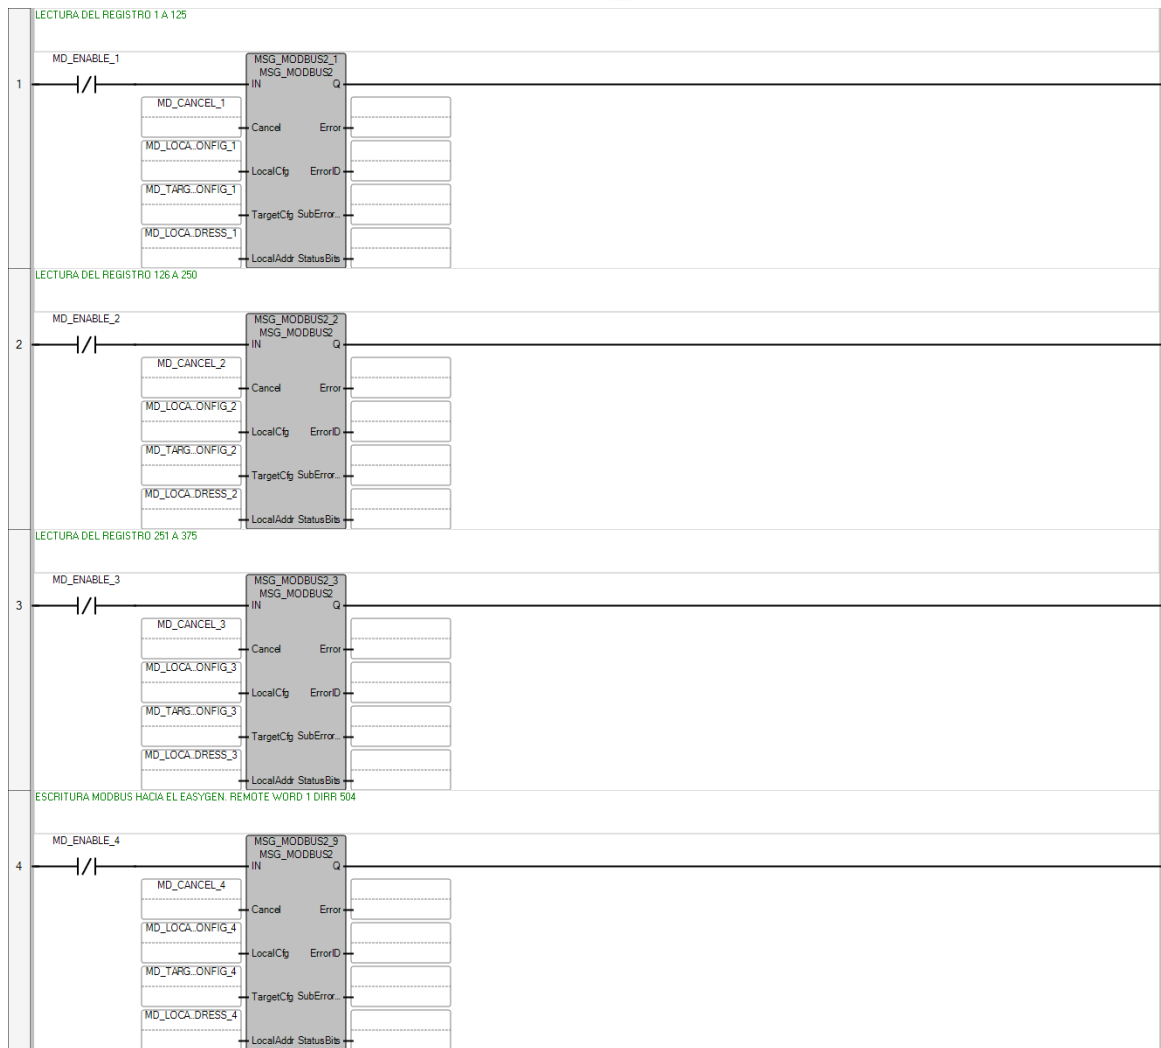 LECTURA DEL REGISTRO 1 A 125
MD_ENABLE_1
MSG_MODBUS2_1
MSG_MODBUS2
1
IN Q
MD_CANCEL_1
Cancel Error
MD_LOCA...ONFIG_1
LocalCfg ErrorID
MD_TARG...ONFIG_1
TargetCfg SubError...
MD_LOCA...DRESS_1
LocalAddr StatusBits
LECTURA DEL REGISTRO 126 A 250
MD_ENABLE_2
MSG_MODBUS2_2
MSG_MODBUS2
2
IN Q
MD_CANCEL_2
Cancel Error
MD_LOCA...ONFIG_2
LocalCfg ErrorID
MD_TARG...ONFIG_2
TargetCfg SubError...
MD_LOCA...DRESS_2
LocalAddr StatusBits
LECTURA DEL REGISTRO 251 A 375
MD_ENABLE_3
MSG_MODBUS2_3
MSG_MODBUS2
3
IN Q
MD_CANCEL_3
Cancel Error
MD_LOCA...ONFIG_3
LocalCfg ErrorID
MD_TARG...ONFIG_3
TargetCfg SubError...
MD_LOCA...DRESS_3
LocalAddr StatusBits
ESCRITURA MODBUS HACIA EL EASYGEN. REMOTE WORD 1 DIRR 504
MD_ENABLE_4
MSG_MODBUS2_9
MSG_MODBUS2
4
IN Q
MD_CANCEL_4
Cancel Error
MD_LOCA...ONFIG_4
LocalCfg ErrorID
MD_TARG...ONFIG_4
TargetCfg SubError...
MD_LOCA...DRESS_4
LocalAddr StatusBits